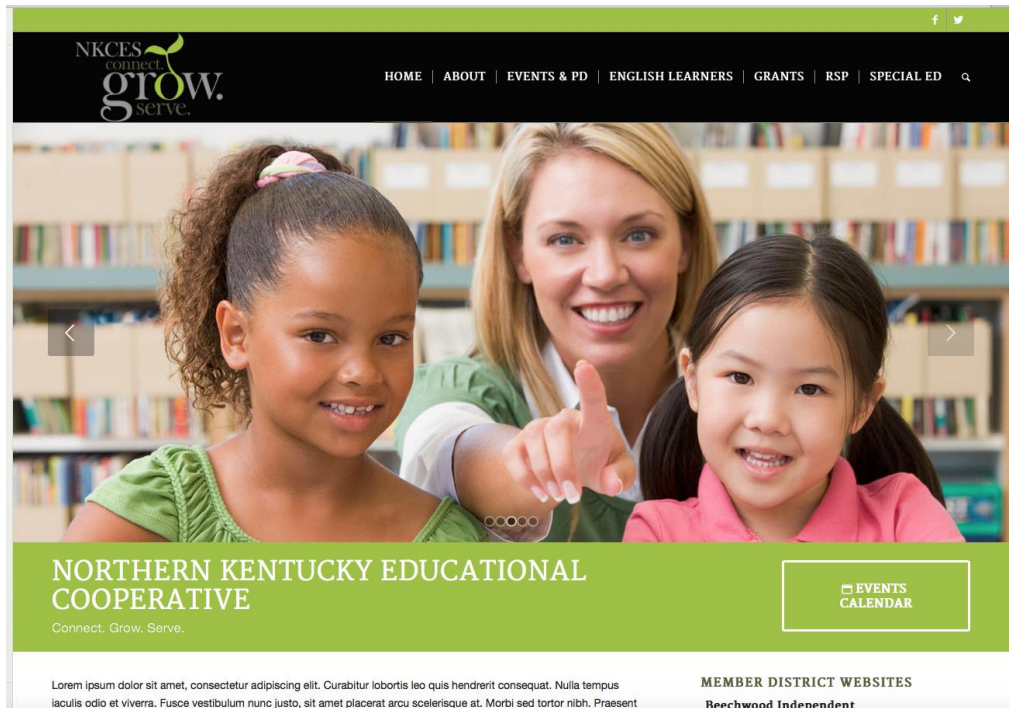 NKCES
connect.
grow.
serve.
HOME | ABOUT | EVENTS & PD | ENGLISH LEARNERS | GRANTS | RSP | SPECIAL ED
NORTHERN KENTUCKY EDUCATIONAL
COOPERATIVE
Connect. Grow. Serve.
EVENTS
CALENDAR
Lorem ipsum dolor sit amet, consectetur adipiscing elit. Curabitur lobortis leo quis hendrerit consequat. Nulla tempus
iaculis odio et viverra. Fusce vestibulum nunc justo, sit amet placerat arcu scelerisque at. Morbi sed tortor nibh. Praesent
MEMBER DISTRICT WEBSITES
Beechwood Independent